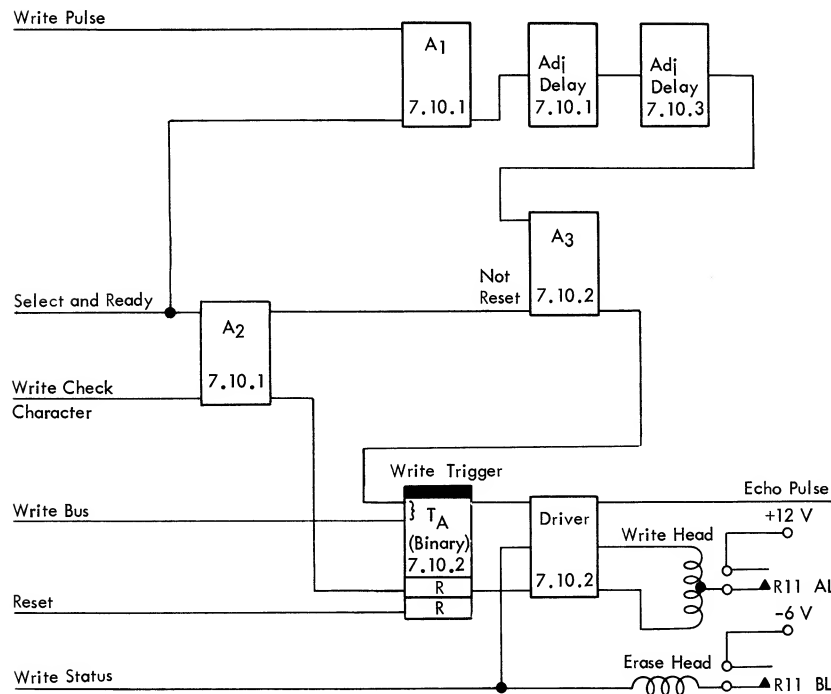 Write Pulse
A1
7.10.1
Adj
Delay
7.10.1
Adj
Delay
7.10.3
A3
7.10.2
Not
Reset
Select and Ready
A2
7.10.1
Write Check
Character
Write Trigger
Write Bus
} TA
(Binary)
7.10.2
R
R
Driver
7.10.2
Echo Pulse
+12 V
Write Head
R11 AL
-6 V
Reset
Erase Head
Write Status
R11 BL